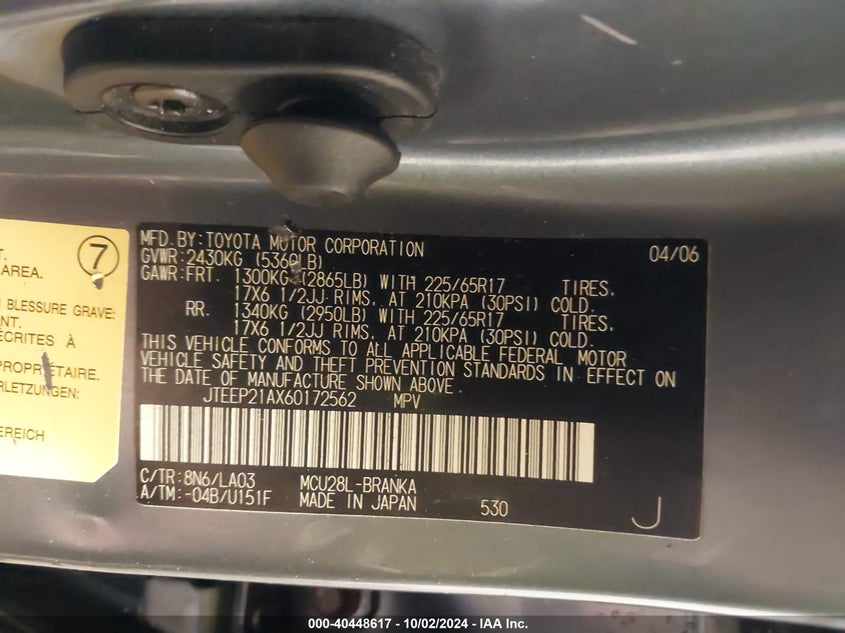 7
T.
AREA.
N BLESSURE GRAVE:
ANT.
ÉCRITES À
PROPRIÉTAIRE.
ERLETZUNGEN:
BEREICH
MFD.BY:TOYOTA MOTOR CORPORATION 04/06
GVWR:2430KG (5360LB)
GAWR:FRT. 1300KG (2865LB) WITH 225/65R17 TIRES,
17X6 1/2JJ RIMS, AT 210KPA (30PSI) COLD.
RR. 1340KG (2950LB) WITH 225/65R17 TIRES,
17X6 1/2JJ RIMS, AT 210KPA (30PSI) COLD.
THIS VEHICLE CONFORMS TO ALL APPLICABLE FEDERAL MOTOR
VEHICLE SAFETY AND THEFT PREVENTION STANDARDS IN EFFECT ON
THE DATE OF MANUFACTURE SHOWN ABOVE.
JTEEP21AX60172562 MPV
C/TR:8N6/LA03 MCU28L-BRANKA
A/TM:-04B/U151F MADE IN JAPAN 530 J
000-40448617 - 10/02/2024 - IAA Inc.